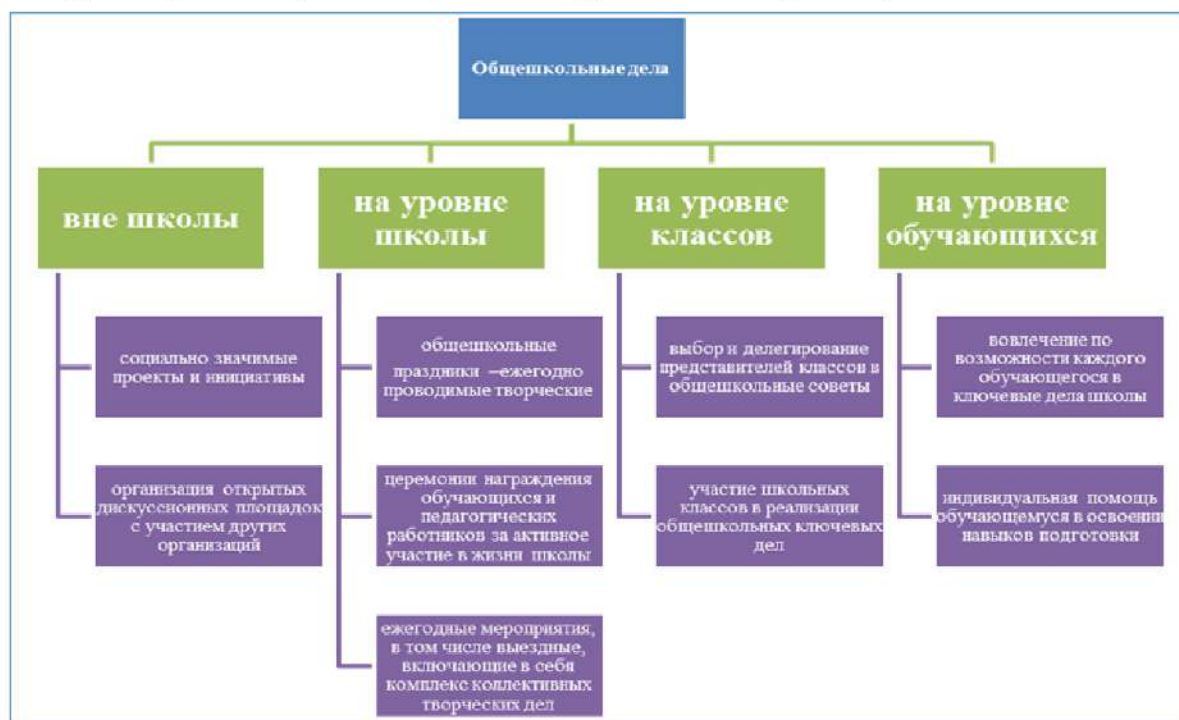 Общешкольные дела
вне школы
социально значимые
проекты и инициативы
организация открытых
дискуссионных площадок
с участием других
организаций
на уровне
школы
общешкольные
праздники –ежегодно
проводимые творческие
церемонии награждения
обучающихся и
педагогических
работников за активное
участие в жизни школы
ежегодные мероприятия,
в том числе выездные,
включающие в себя
комплекс коллективных
творческих дел
на уровне
классов
выбор и делегирование
представителей классов в
общешкольные советы
участие школьных
классов в реализации
общешкольных ключевых
дел
на уровне
обучающихся
вовлечение по
возможности каждого
обучающегося в
ключевые дела школы
индивидуальная помощь
обучающемуся в освоении
навыков подготовки